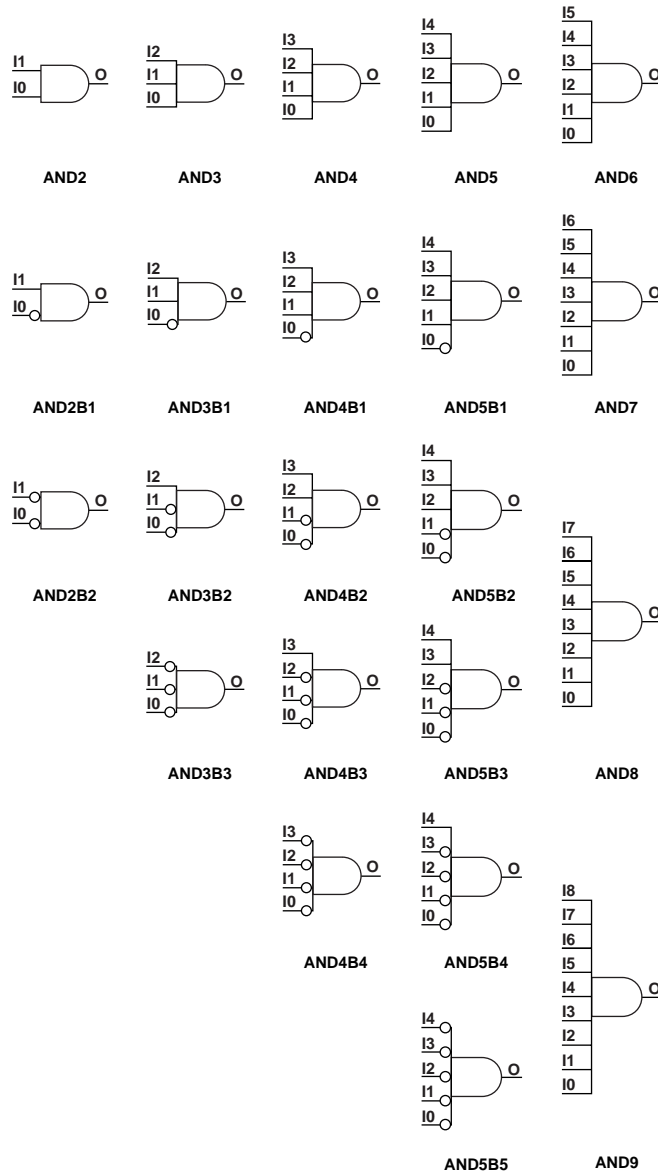 I1
I0
O
AND2
I2
I1
I0
O
AND3
I3
I2
I1
I0
O
AND4
I4
I3
I2
I1
I0
O
AND5
I5
I4
I3
I2
I1
I0
O
AND6
I1
I0
O
AND2B1
I2
I1
I0
O
AND3B1
I3
I2
I1
I0
O
AND4B1
I4
I3
I2
I1
I0
O
AND5B1
I6
I5
I4
I3
I2
I1
I0
O
AND7
I1
I0
O
AND2B2
I2
I1
I0
O
AND3B2
I3
I2
I1
I0
O
AND4B2
I4
I3
I2
I1
I0
O
AND5B2
I2
I1
I0
O
AND3B3
I3
I2
I1
I0
O
AND4B3
I4
I3
I2
I1
I0
O
AND5B3
I7
I6
I5
I4
I3
I2
I1
I0
O
AND8
I3
I2
I1
I0
O
AND4B4
I4
I3
I2
I1
I0
O
AND5B4
I4
I3
I2
I1
I0
O
AND5B5
I8
I7
I6
I5
I4
I3
I2
I1
I0
O
AND9